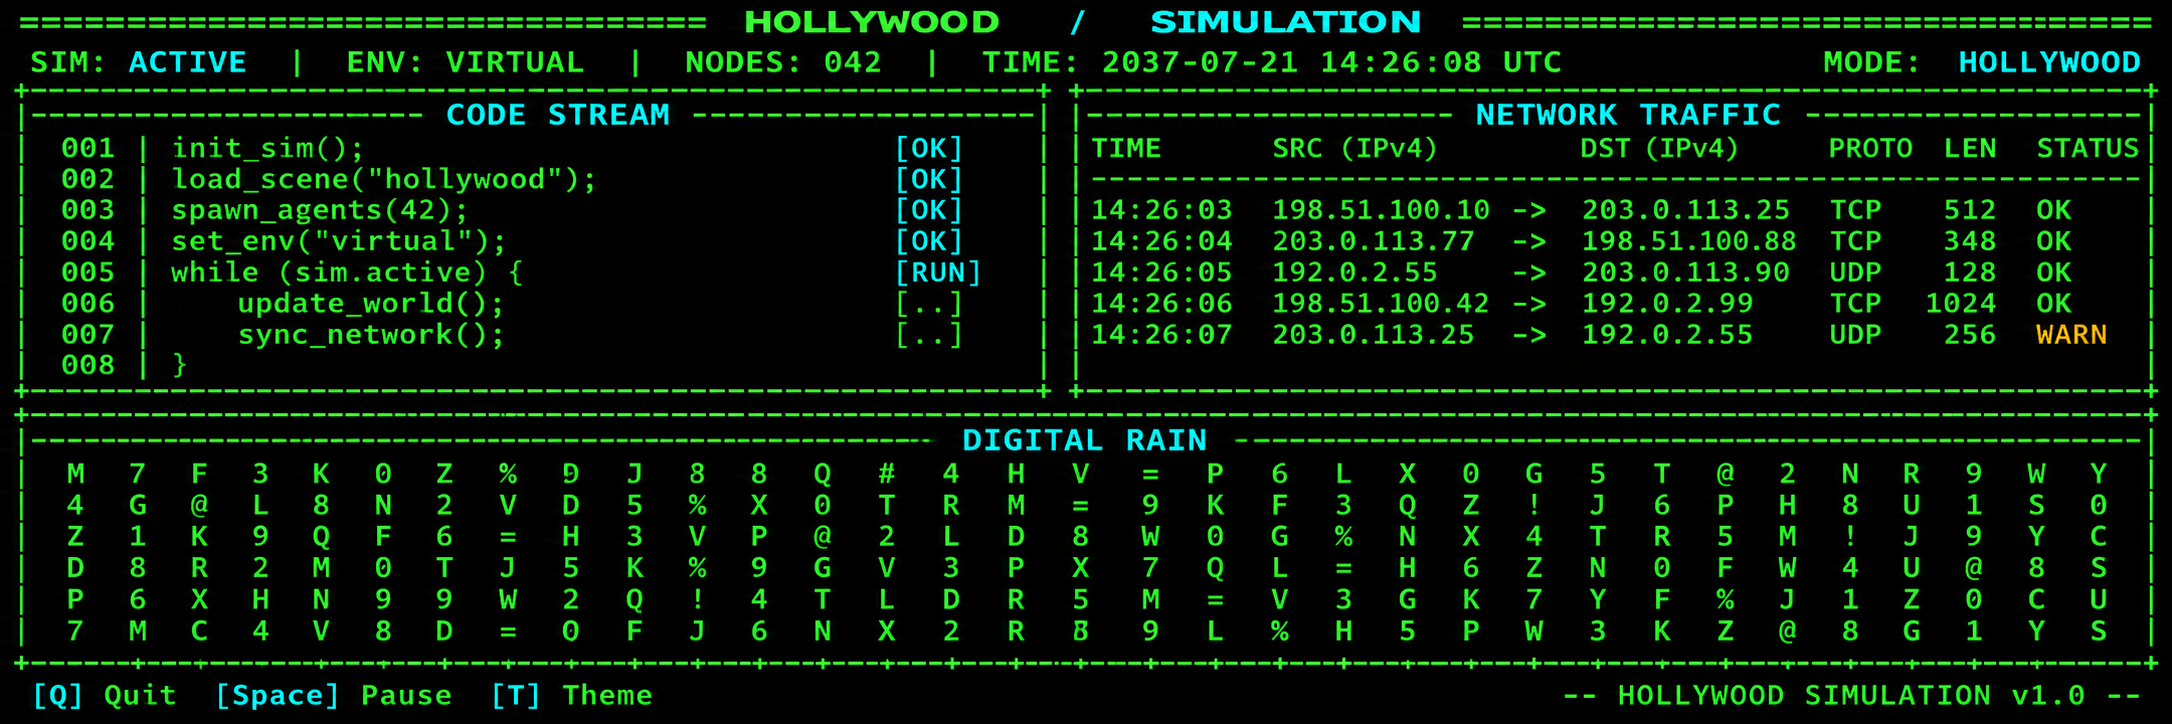 HOLLYWOOD / SIMULATION
SIM: ACTIVE | ENV: VIRTUAL | NODES: 042 | TIME: 2037-07-21 14:26:08 UTC MODE: HOLLYWOOD
CODE STREAM
001 | init_sim(); [OK]
002 | load_scene("hollywood"); [OK]
003 | spawn_agents(42); [OK]
004 | set_env("virtual"); [OK]
005 | while (sim.active) { [RUN]
006 | update_world(); [..]
007 | sync_network(); [..]
008 | }
NETWORK TRAFFIC
TIME SRC (IPv4) DST (IPv4) PROTO LEN STATUS
14:26:03 198.51.100.10 -> 203.0.113.25 TCP 512 OK
14:26:04 203.0.113.77 -> 198.51.100.88 TCP 348 OK
14:26:05 192.0.2.55 -> 203.0.113.90 UDP 128 OK
14:26:06 198.51.100.42 -> 192.0.2.99 TCP 1024 OK
14:26:07 203.0.113.25 -> 192.0.2.55 UDP 256 WARN
DIGITAL RAIN
M 7 F 3 K 0 Z % 9 J 8 8 Q # 4 H V = P 6 L X 0 G 5 T @ 2 N R 9 W Y
4 G @ L 8 N 2 V D 5 % X 0 T R M = 9 K F 3 Q Z ! J 6 P H 8 U 1 S 0
Z 1 K 9 Q F 6 = H 3 V P @ 2 L D 8 W 0 G % N X 4 T R 5 M ! J 9 Y C
D 8 R 2 M 0 T J 5 K % 9 G V 3 P X 7 Q L = H 6 Z N 0 F W 4 U @ 8 S
P 6 X H N 9 9 W 2 Q ! 4 T L D R 5 M = V 3 G K 7 Y F % J 1 Z 0 C U
7 M C 4 V 8 D = 0 F J 6 N X 2 R 8 9 L % H 5 P W 3 K Z @ 8 G 1 Y S
[Q] Quit [Space] Pause [T] Theme -- HOLLYWOOD SIMULATION v1.0 --